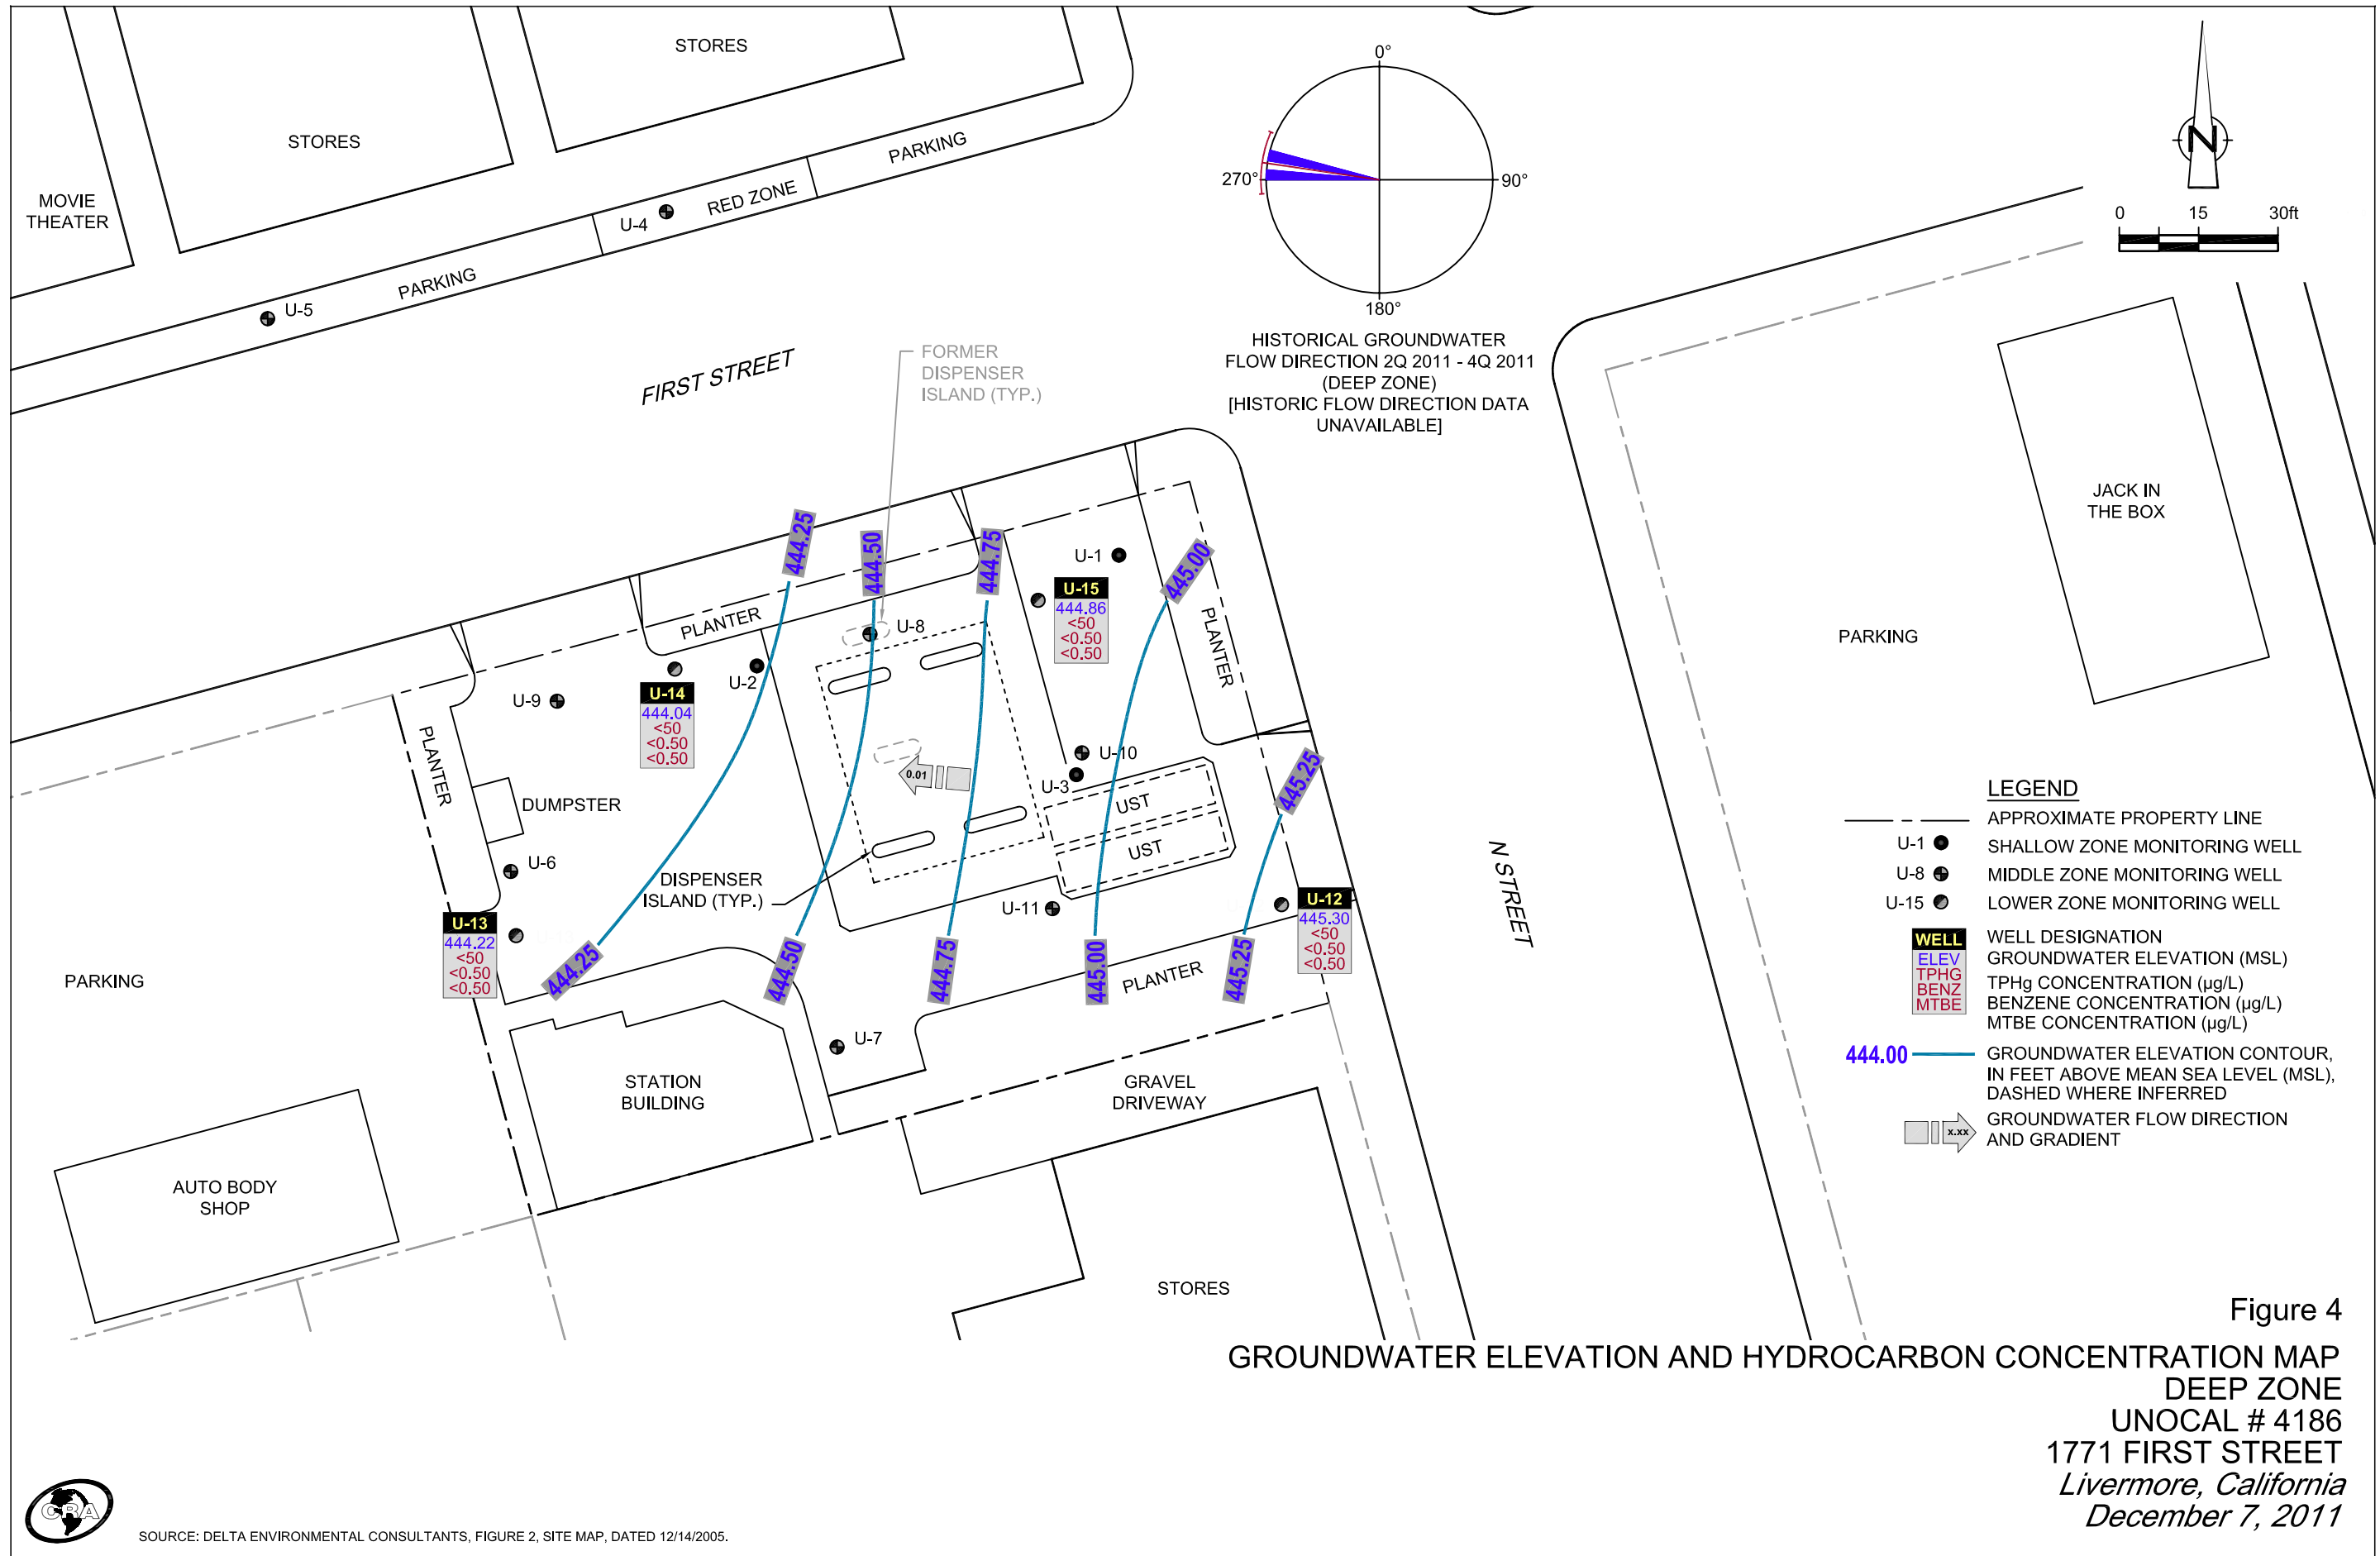 STORES
STORES
MOVIE
THEATER
PARKING
RED ZONE
U-4
PARKING
U-5
FIRST STREET
0°
90°
180°
270°
HISTORICAL GROUNDWATER
FLOW DIRECTION 2Q 2011 - 4Q 2011
(DEEP ZONE)
[HISTORIC FLOW DIRECTION DATA
UNAVAILABLE]
N
0 15 30ft
FORMER
DISPENSER
ISLAND (TYP.)
JACK IN
THE BOX
PARKING
444.25
444.50
444.75
445.00
U-1
U-15
444.86
<50
<0.50
<0.50
PLANTER
PLANTER
U-8
U-2
U-14
444.04
<50
<0.50
<0.50
U-9
PLANTER
U-10
U-3
0.01
UST
UST
445.25
DUMPSTER
U-6
DISPENSER
ISLAND (TYP.)
U-11
U-12
445.30
<50
<0.50
<0.50
U-13
444.22
<50
<0.50
<0.50
444.25
444.50
444.75
445.00
445.25
PLANTER
N STREET
PARKING
U-7
STATION
BUILDING
GRAVEL
DRIVEWAY
AUTO BODY
SHOP
STORES
LEGEND
APPROXIMATE PROPERTY LINE
U-1 SHALLOW ZONE MONITORING WELL
U-8 MIDDLE ZONE MONITORING WELL
U-15 LOWER ZONE MONITORING WELL
WELL WELL DESIGNATION
ELEV GROUNDWATER ELEVATION (MSL)
TPHG TPHg CONCENTRATION (µg/L)
BENZ BENZENE CONCENTRATION (µg/L)
MTBE MTBE CONCENTRATION (µg/L)
444.00 GROUNDWATER ELEVATION CONTOUR,
IN FEET ABOVE MEAN SEA LEVEL (MSL),
DASHED WHERE INFERRED
x.xx GROUNDWATER FLOW DIRECTION
AND GRADIENT
Figure 4
GROUNDWATER ELEVATION AND HYDROCARBON CONCENTRATION MAP
DEEP ZONE
UNOCAL # 4186
1771 FIRST STREET
Livermore, California
December 7, 2011
CRA
SOURCE: DELTA ENVIRONMENTAL CONSULTANTS, FIGURE 2, SITE MAP, DATED 12/14/2005.